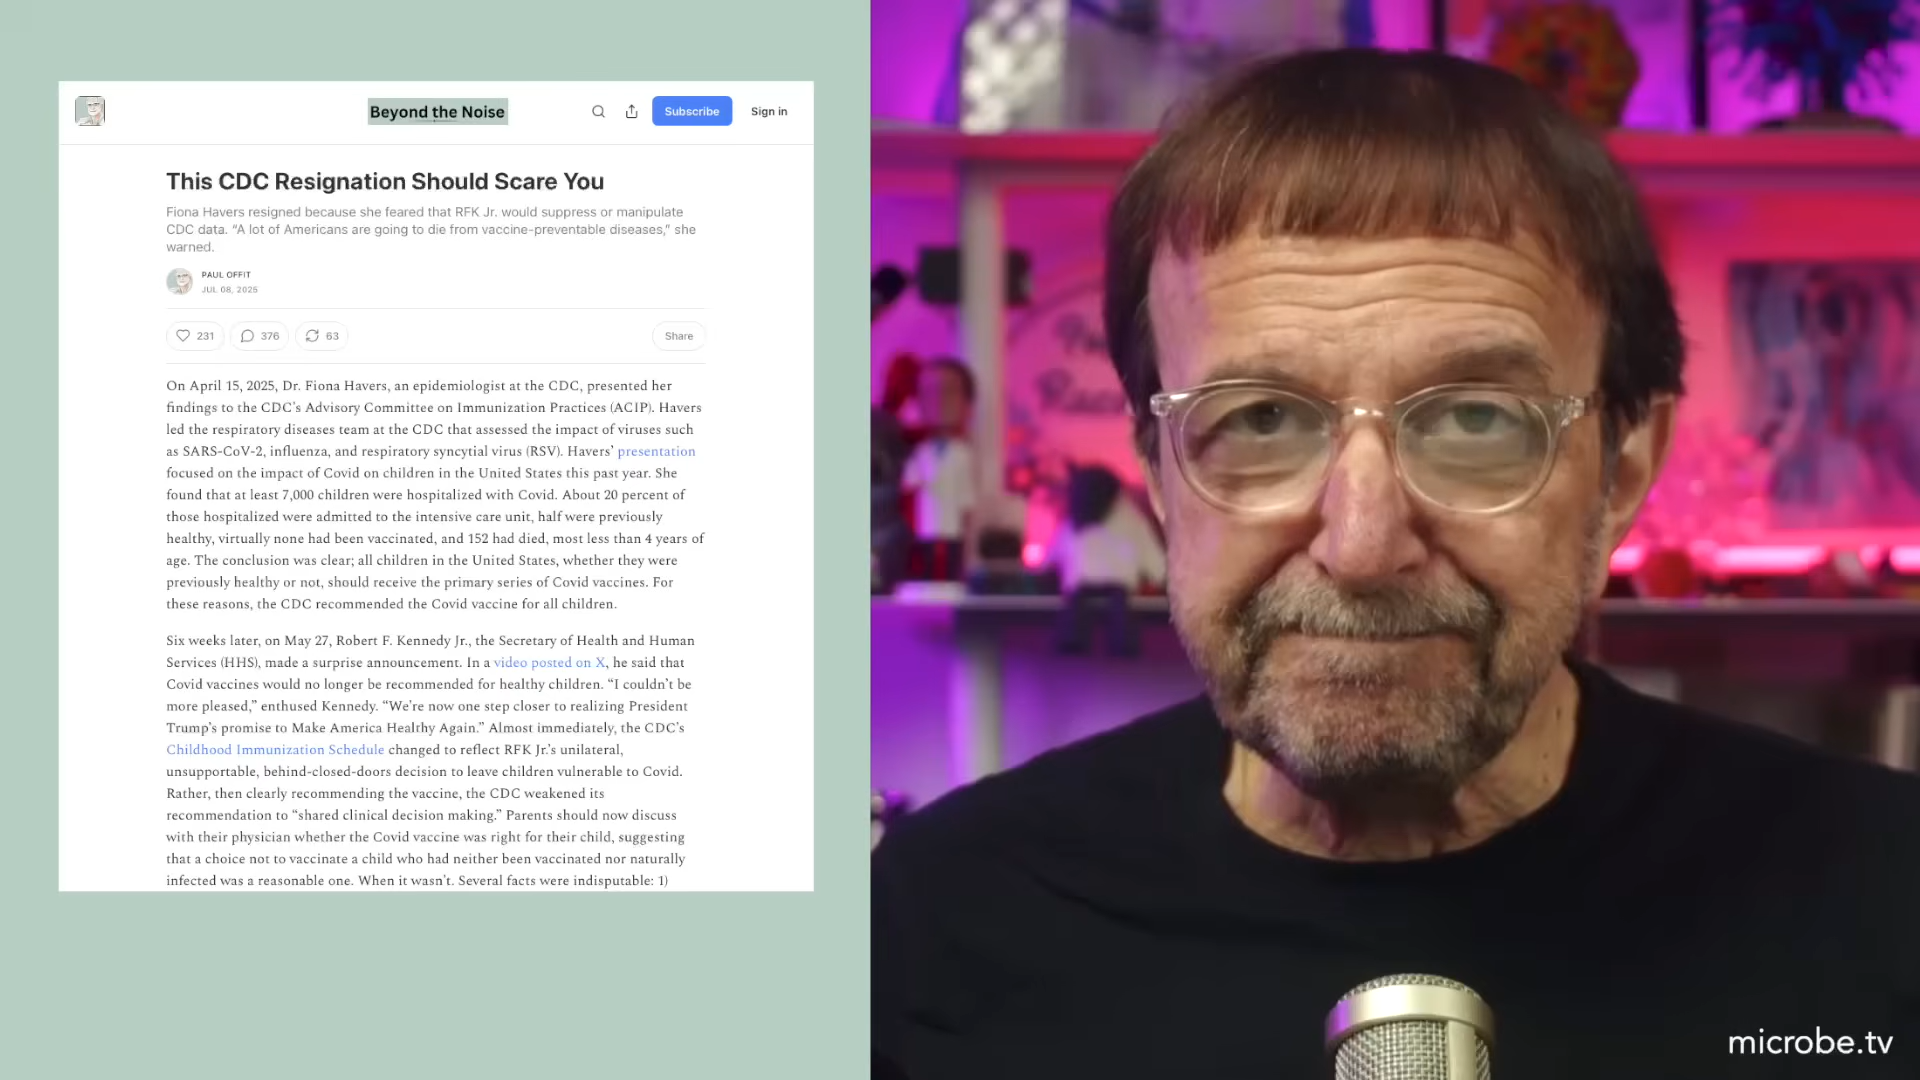 Beyond the Noise
Subscribe
Sign in
This CDC Resignation Should Scare You
Fiona Havers resigned because she feared that RFK Jr. would suppress or manipulate
CDC data. “A lot of Americans are going to die from vaccine-preventable diseases,” she
warned.
PAUL OFFIT
JUL 08, 2025
231
376
63
Share
On April 15, 2025, Dr. Fiona Havers, an epidemiologist at the CDC, presented her
findings to the CDC’s Advisory Committee on Immunization Practices (ACIP). Havers
led the respiratory diseases team at the CDC that assessed the impact of viruses such
as SARS-CoV-2, influenza, and respiratory syncytial virus (RSV). Havers’ presentation
focused on the impact of Covid on children in the United States this past year. She
found that at least 7,000 children were hospitalized with Covid. About 20 percent of
those hospitalized were admitted to the intensive care unit, half were previously
healthy, virtually none had been vaccinated, and 152 had died, most less than 4 years of
age. The conclusion was clear; all children in the United States, whether they were
previously healthy or not, should receive the primary series of Covid vaccines. For
these reasons, the CDC recommended the Covid vaccine for all children.
Six weeks later, on May 27, Robert F. Kennedy Jr., the Secretary of Health and Human
Services (HHS), made a surprise announcement. In a video posted on X, he said that
Covid vaccines would no longer be recommended for healthy children. “I couldn’t be
more pleased,” enthused Kennedy. “We’re now one step closer to realizing President
Trump’s promise to Make America Healthy Again.” Almost immediately, the CDC’s
Childhood Immunization Schedule changed to reflect RFK Jr.’s unilateral,
unsupportable, behind-closed-doors decision to leave children vulnerable to Covid.
Rather, then clearly recommending the vaccine, the CDC weakened its
recommendation to “shared clinical decision making.” Parents should now discuss
with their physician whether the Covid vaccine was right for their child, suggesting
that a choice not to vaccinate a child who had neither been vaccinated nor naturally
infected was a reasonable one. When it wasn’t. Several facts were indisputable: 1)
microbe.tv